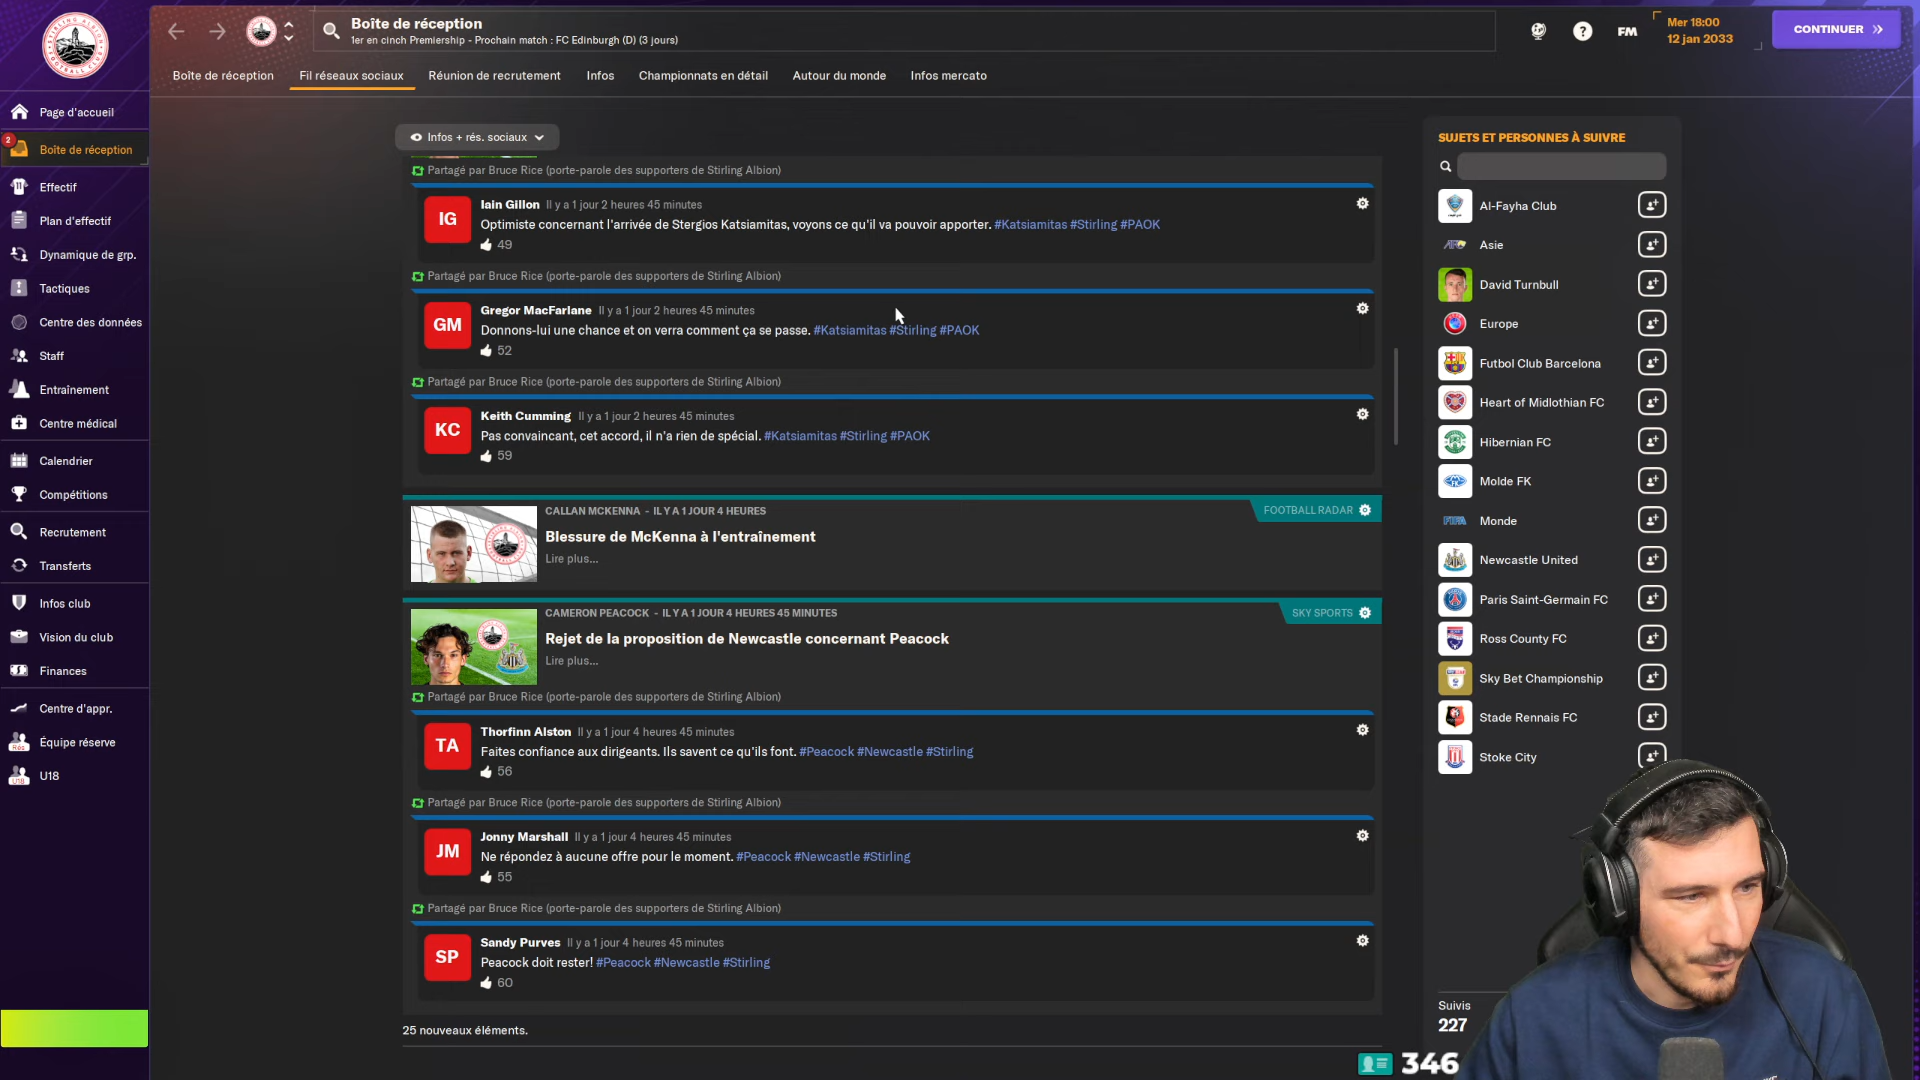 Boîte de réception
1er en cinch Premiership - Prochain match : FC Edinburgh (D) (3 jours)
FM
Mer 18:00
12 jan 2033
CONTINUER
Boîte de réception
Fil réseaux sociaux
Réunion de recrutement
Infos
Championnats en détail
Autour du monde
Infos mercato
Page d'accueil
2
Boîte de réception
Effectif
Plan d'effectif
Dynamique de grp.
Tactiques
Centre des données
Staff
Entraînement
Centre médical
Calendrier
Compétitions
Recrutement
Transferts
Infos club
Vision du club
Finances
Centre d'appr.
Équipe réserve
U18
Infos + rés. sociaux
Partagé par Bruce Rice (porte-parole des supporters de Stirling Albion)
IG
Iain Gillon Il y a 1 jour 2 heures 45 minutes
Optimiste concernant l'arrivée de Stergios Katsiamitas, voyons ce qu'il va pouvoir apporter. #Katsiamitas #Stirling #PAOK
49
Partagé par Bruce Rice (porte-parole des supporters de Stirling Albion)
GM
Gregor MacFarlane Il y a 1 jour 2 heures 45 minutes
Donnons-lui une chance et on verra comment ça se passe. #Katsiamitas #Stirling #PAOK
52
Partagé par Bruce Rice (porte-parole des supporters de Stirling Albion)
KC
Keith Cumming Il y a 1 jour 2 heures 45 minutes
Pas convaincant, cet accord, il n'a rien de spécial. #Katsiamitas #Stirling #PAOK
59
CALLAN MCKENNA - IL Y A 1 JOUR 4 HEURES
FOOTBALL RADAR
Blessure de McKenna à l'entraînement
Lire plus...
CAMERON PEACOCK - IL Y A 1 JOUR 4 HEURES 45 MINUTES
SKY SPORTS
Rejet de la proposition de Newcastle concernant Peacock
Lire plus...
Partagé par Bruce Rice (porte-parole des supporters de Stirling Albion)
TA
Thorfinn Alston Il y a 1 jour 4 heures 45 minutes
Faites confiance aux dirigeants. Ils savent ce qu'ils font. #Peacock #Newcastle #Stirling
56
Partagé par Bruce Rice (porte-parole des supporters de Stirling Albion)
JM
Jonny Marshall Il y a 1 jour 4 heures 45 minutes
Ne répondez à aucune offre pour le moment. #Peacock #Newcastle #Stirling
55
Partagé par Bruce Rice (porte-parole des supporters de Stirling Albion)
SP
Sandy Purves Il y a 1 jour 4 heures 45 minutes
Peacock doit rester! #Peacock #Newcastle #Stirling
60
25 nouveaux éléments.
SUJETS ET PERSONNES À SUIVRE
Al-Fayha Club
Asie
David Turnbull
Europe
Futbol Club Barcelona
Heart of Midlothian FC
Hibernian FC
Molde FK
FIFA
Monde
Newcastle United
Paris Saint-Germain FC
Ross County FC
Sky Bet Championship
Stade Rennais FC
Stoke City
Suivis
227
346